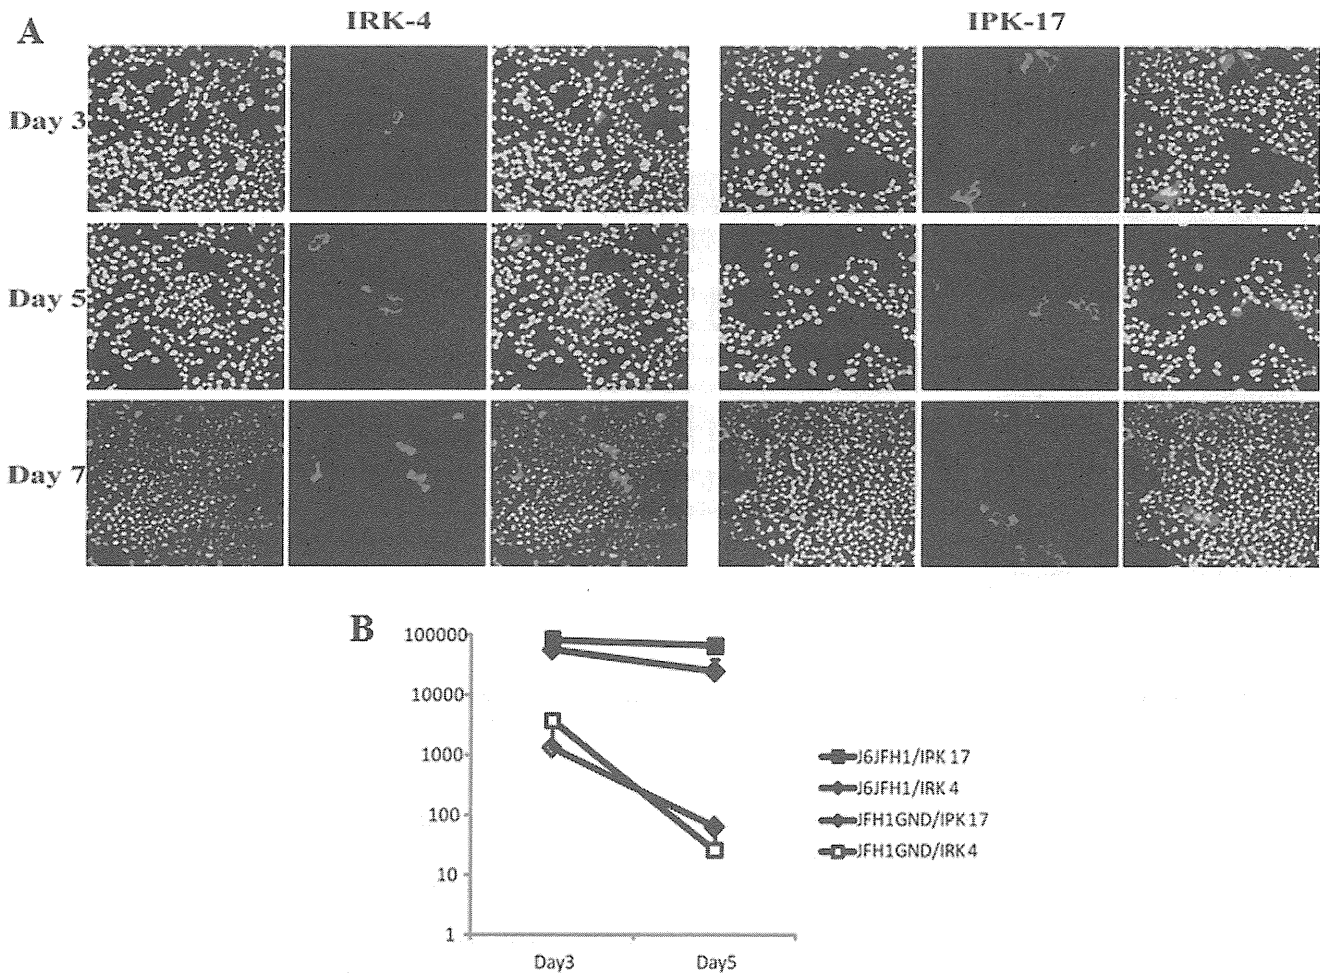 A
IRK-4
IPK-17
Day 3
Day 5
Day 7
B
100000
10000
1000
100
10
1
Day3
Day5
J6JFH1/IPK 17
J6JFH1/IRK 4
JFH1GND/IPK 17
JFH1GND/IRK 4